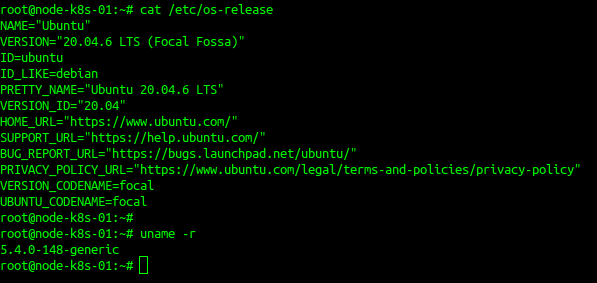 root@node-k8s-01:~# cat /etc/os-release
NAME="Ubuntu"
VERSION="20.04.6 LTS (Focal Fossa)"
ID=ubuntu
ID_LIKE=debian
PRETTY_NAME="Ubuntu 20.04.6 LTS"
VERSION_ID="20.04"
HOME_URL="https://www.ubuntu.com/"
SUPPORT_URL="https://help.ubuntu.com/"
BUG_REPORT_URL="https://bugs.launchpad.net/ubuntu/"
PRIVACY_POLICY_URL="https://www.ubuntu.com/legal/terms-and-policies/privacy-policy"
VERSION_CODENAME=focal
UBUNTU_CODENAME=focal
root@node-k8s-01:~#
root@node-k8s-01:~# uname -r
5.4.0-148-generic
root@node-k8s-01:~#